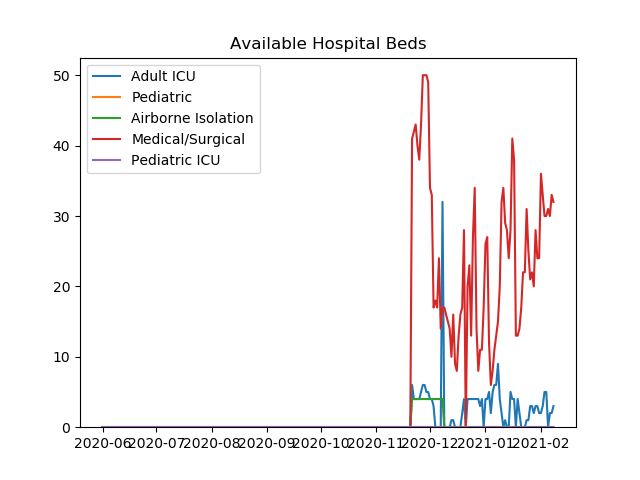 Available Hospital Beds
Adult ICU
Pediatric
Airborne Isolation
Medical/Surgical
Pediatric ICU
50
40
30
20
10
0
2020-06 2020-07 2020-08 2020-09 2020-10 2020-11 2020-12 2021-01 2021-02